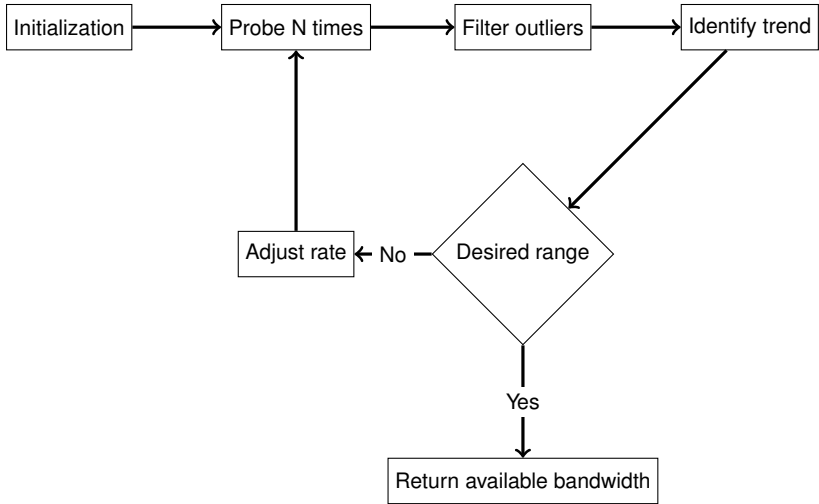 Initialization
Probe N times
Filter outliers
Identify trend
Adjust rate
No
Desired range
Yes
Return available bandwidth